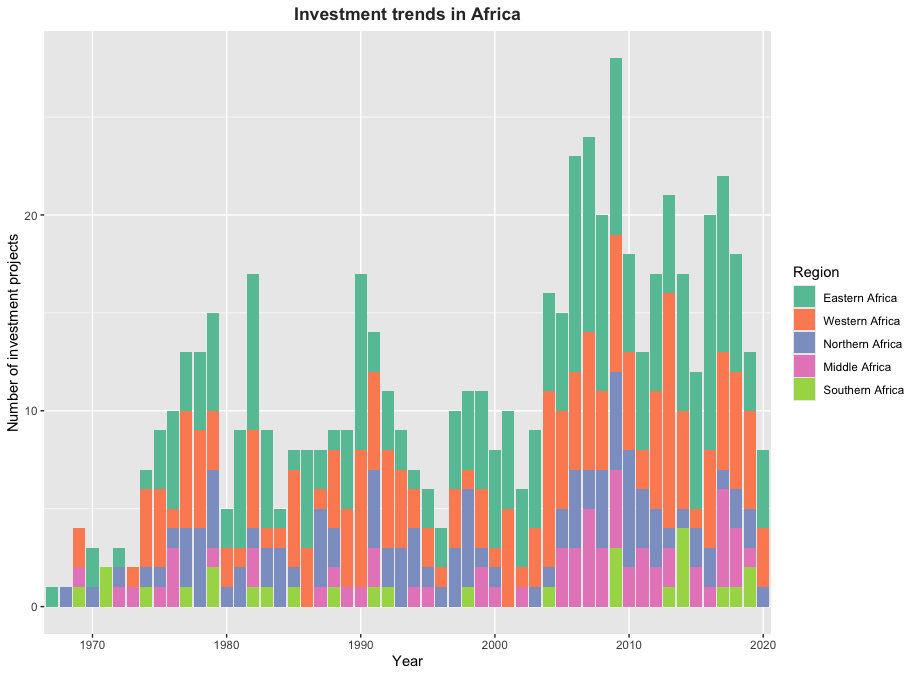 Investment trends in Africa
Number of investment projects
20
10
0
1970
1980
1990
2000
2010
2020
Year
Region
Eastern Africa
Western Africa
Northern Africa
Middle Africa
Southern Africa